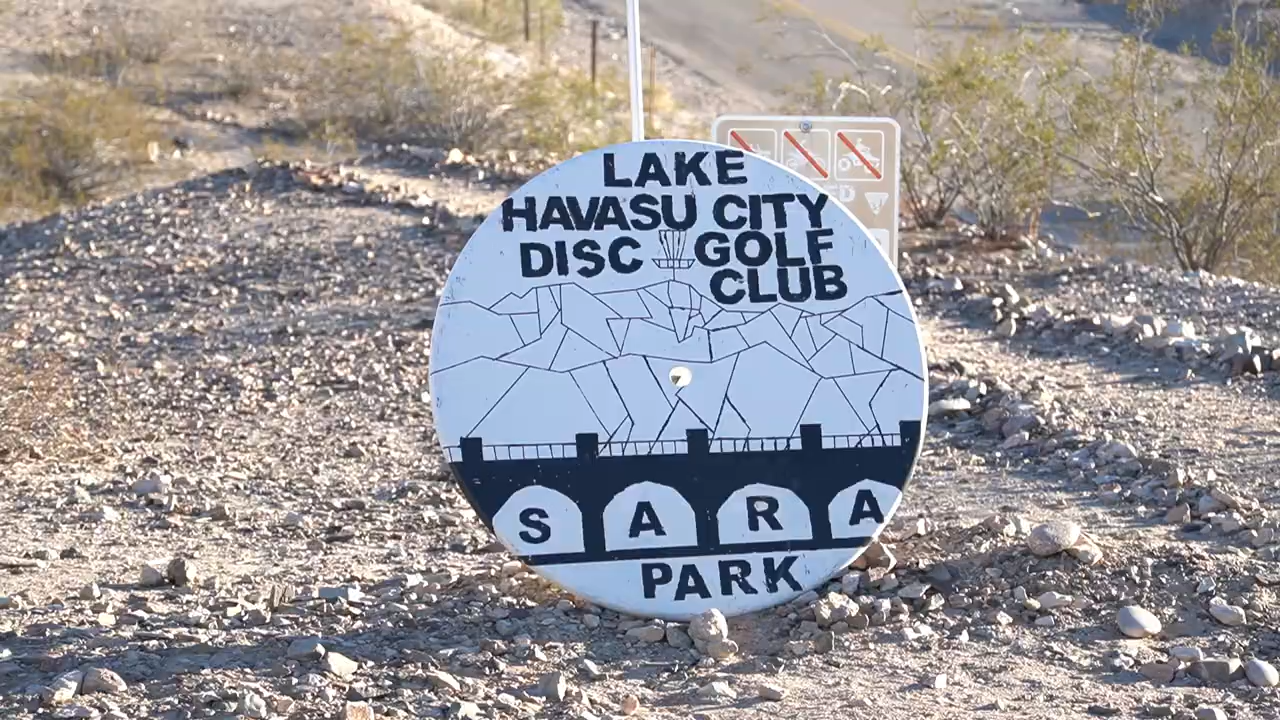 LAKE
HAVASU CITY
DISC GOLF
CLUB
S A R A
PARK